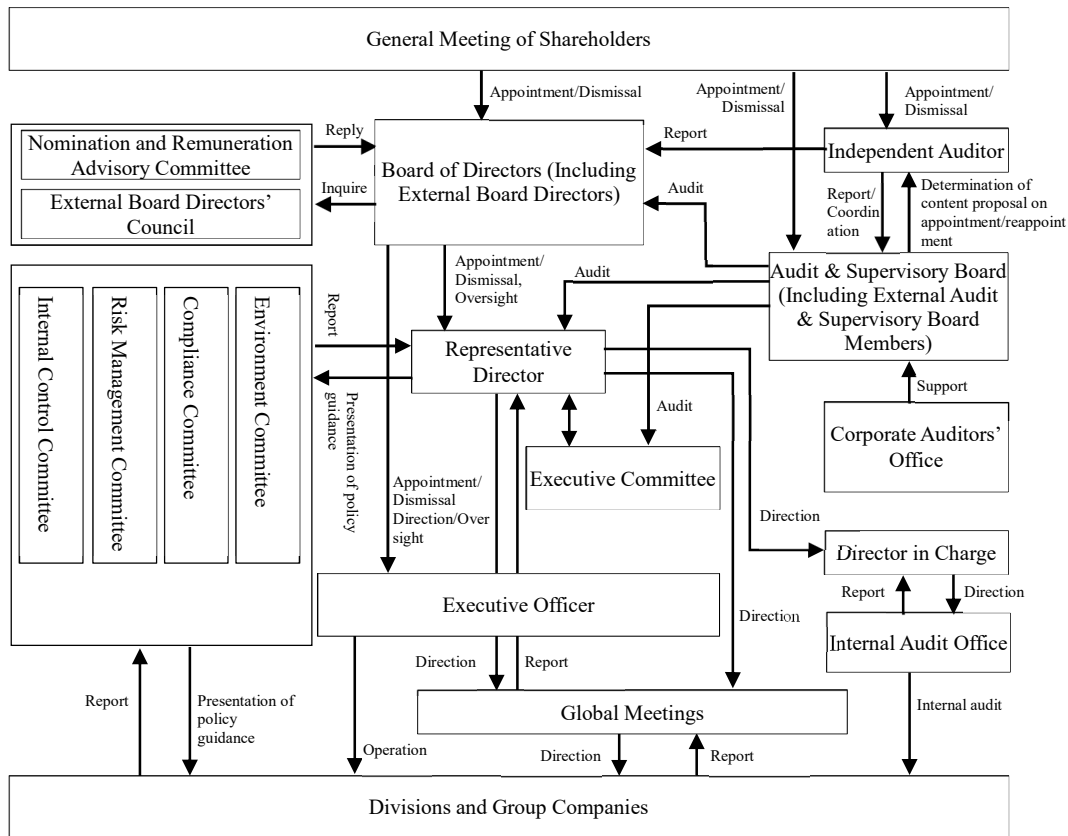 General Meeting of Shareholders
Appointment/Dismissal
Appointment/
Dismissal
Appointment/
Dismissal
Nomination and Remuneration
Advisory Committee
External Board Directors'
Council
Reply
Inquire
Board of Directors (Including
External Board Directors)
Report
Audit
Independent Auditor
Report/
Coordin
ation
Determination of
content proposal on
appointment/reappoint
ment
Appointment/
Dismissal,
Oversight
Audit
Audit & Supervisory Board
(Including External Audit
& Supervisory Board
Members)
Internal Control Committee
Risk Management Committee
Compliance Committee
Environment Committee
Report
Presentation of policy
guidance
Representative
Director
Audit
Support
Corporate Auditors'
Office
Executive Committee
Appointment/
Dismissal
Direction/Over
sight
Direction
Director in Charge
Report
Direction
Executive Officer
Direction
Internal Audit Office
Direction
Report
Report
Presentation of
policy
guidance
Global Meetings
Internal audit
Operation
Direction
Report
Divisions and Group Companies